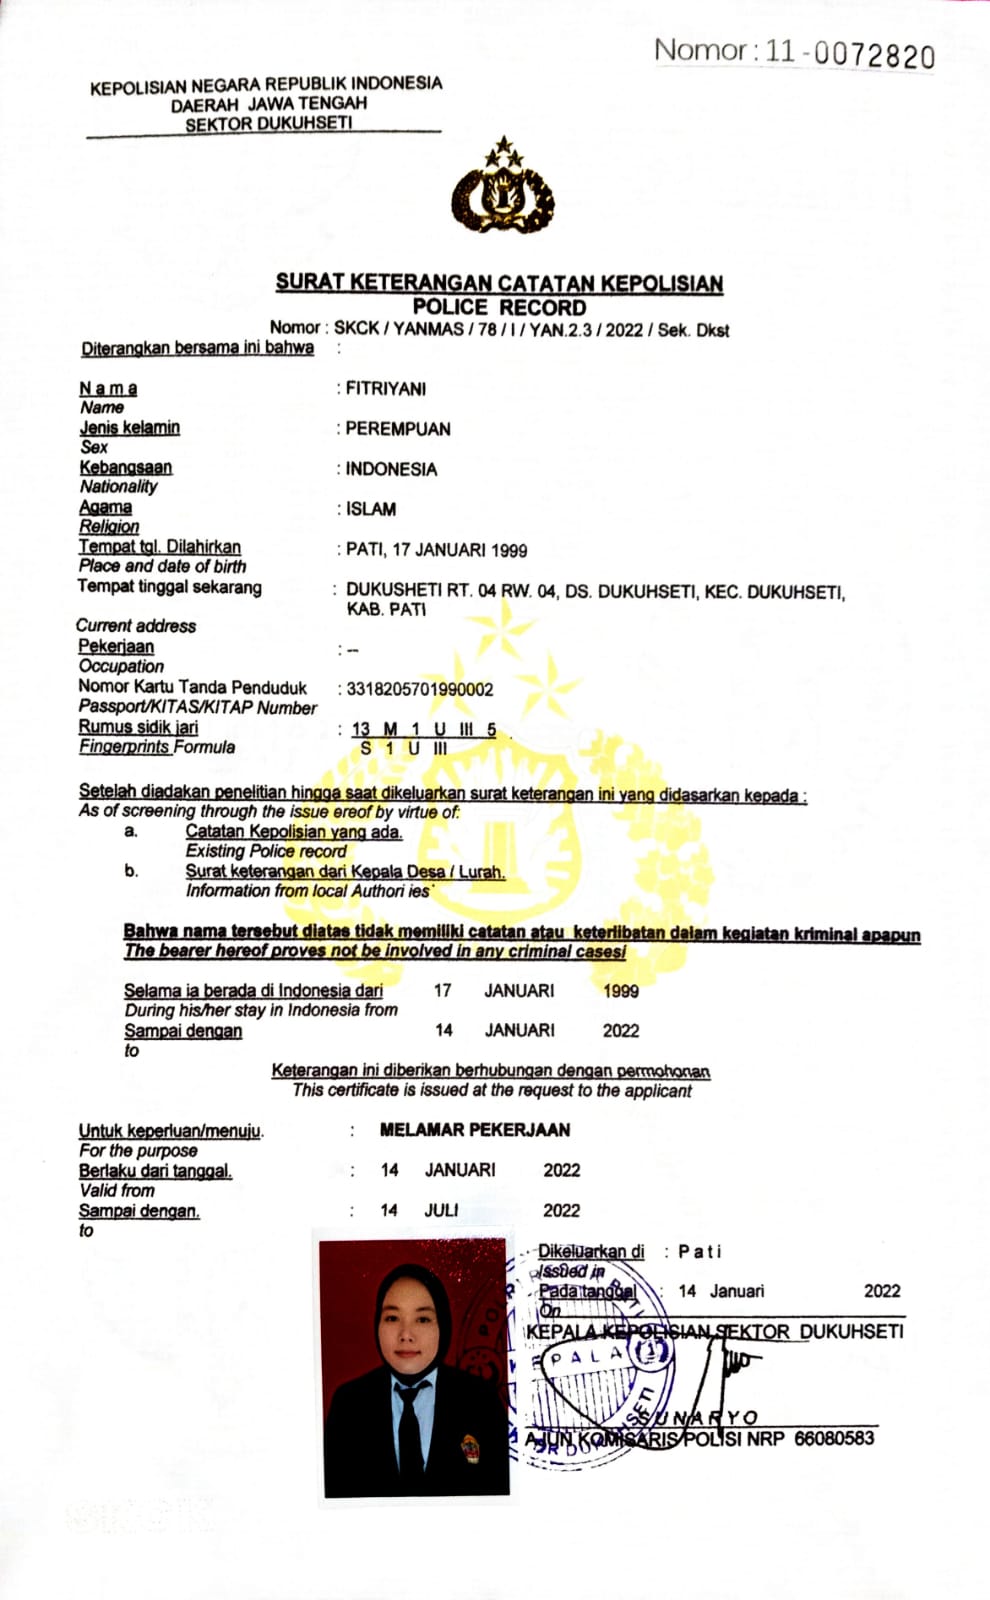 Nomor : 11 -0072820
KEPOLISIAN NEGARA REPUBLIK INDONESIA
DAERAH JAWA TENGAH
SEKTOR DUKUHSETI
SURAT KETERANGAN CATATAN KEPOLISIAN
POLICE RECORD
Nomor : SKCK / YANMAS / 78 / I / YAN.2.3 / 2022 / Sek. Dkst
Diterangkan bersama ini bahwa :
N a m a : FITRIYANI
Name
Jenis kelamin : PEREMPUAN
Sex
Kebangsaan : INDONESIA
Nationality
Agama : ISLAM
Religion
Tempat tgl. Dilahirkan : PATI, 17 JANUARI 1999
Place and date of birth
Tempat tinggal sekarang : DUKUSHETI RT. 04 RW. 04, DS. DUKUHSETI, KEC. DUKUHSETI,
KAB. PATI
Current address
Pekerjaan : --
Occupation
Nomor Kartu Tanda Penduduk : 3318205701990002
Passport/KITAS/KITAP Number
Rumus sidik jari : 13 M 1 U III 5
Fingerprints Formula S 1 U III
Setelah diadakan penelitian hingga saat dikeluarkan surat keterangan ini yang didasarkan kepada :
As of screening through the issue ereof by virtue of:
a. Catatan Kepolisian yang ada.
Existing Police record
b. Surat keterangan dari Kepala Desa / Lurah.
Information from local Authori ies
Bahwa nama tersebut diatas tidak memiliki catatan atau keterlibatan dalam kegiatan kriminal apapun
The bearer hereof proves not be involved in any criminal casesi
Selama ia berada di Indonesia dari 17 JANUARI 1999
During his/her stay in Indonesia from
Sampai dengan 14 JANUARI 2022
to
Keterangan ini diberikan berhubungan dengan permohonan
This certificate is issued at the request to the applicant
Untuk keperluan/menuju. : MELAMAR PEKERJAAN
For the purpose
Berlaku dari tanggal. : 14 JANUARI 2022
Valid from
Sampai dengan. : 14 JULI 2022
to
Dikeluarkan di : P a t i
Issued in
Pada tanggal : 14 Januari 2022
On
KEPALA KEPOLISIAN SEKTOR DUKUHSETI
KEPALA
SUNARYO
AJUN KOMISARIS POLISI NRP 66080583